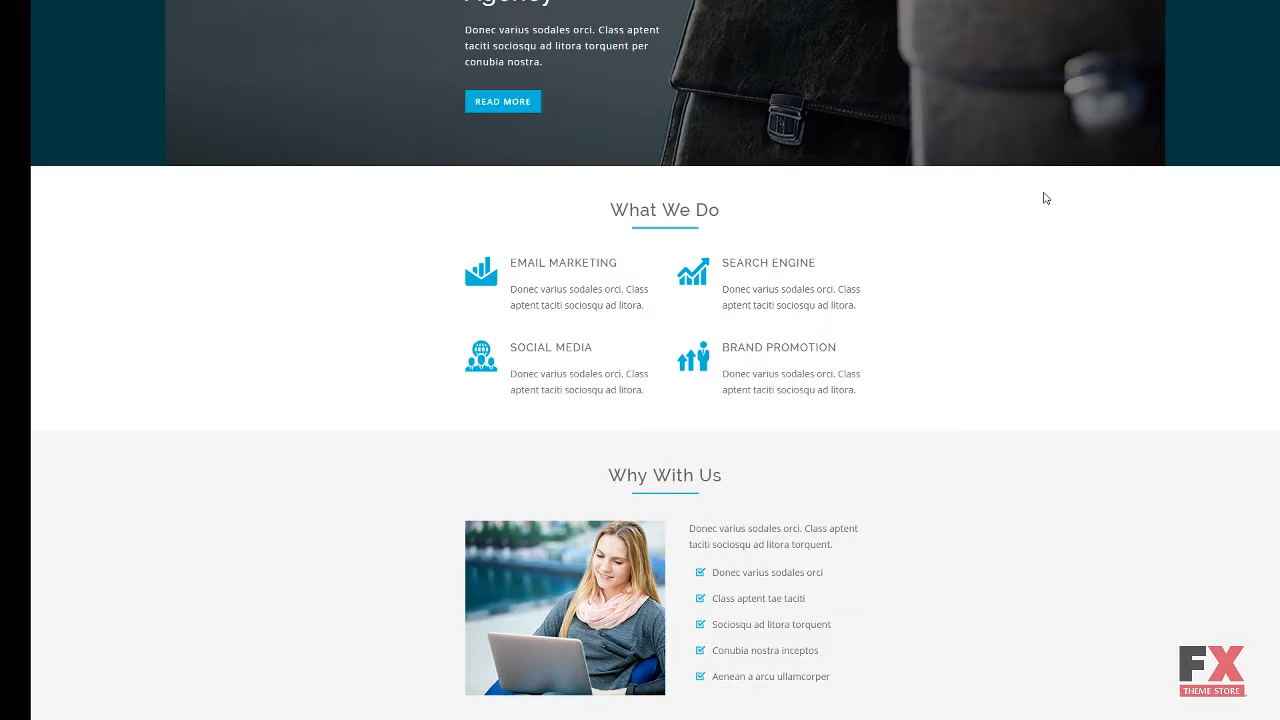 Agency
Donec varius sodales orci. Class aptent
taciti sociosqu ad litora torquent per
conubia nostra.
READ MORE
What We Do
EMAIL MARKETING
Donec varius sodales orci. Class
aptent taciti sociosqu ad litora.
SEARCH ENGINE
Donec varius sodales orci. Class
aptent taciti sociosqu ad litora.
SOCIAL MEDIA
Donec varius sodales orci. Class
aptent taciti sociosqu ad litora.
BRAND PROMOTION
Donec varius sodales orci. Class
aptent taciti sociosqu ad litora.
Why With Us
Donec varius sodales orci. Class aptent
taciti sociosqu ad litora torquent.
Donec varius sodales orci
Class aptent tae taciti
Sociosqu ad litora torquent
Conubia nostra inceptos
Aenean a arcu ullamcorper
FX
THEME STORE